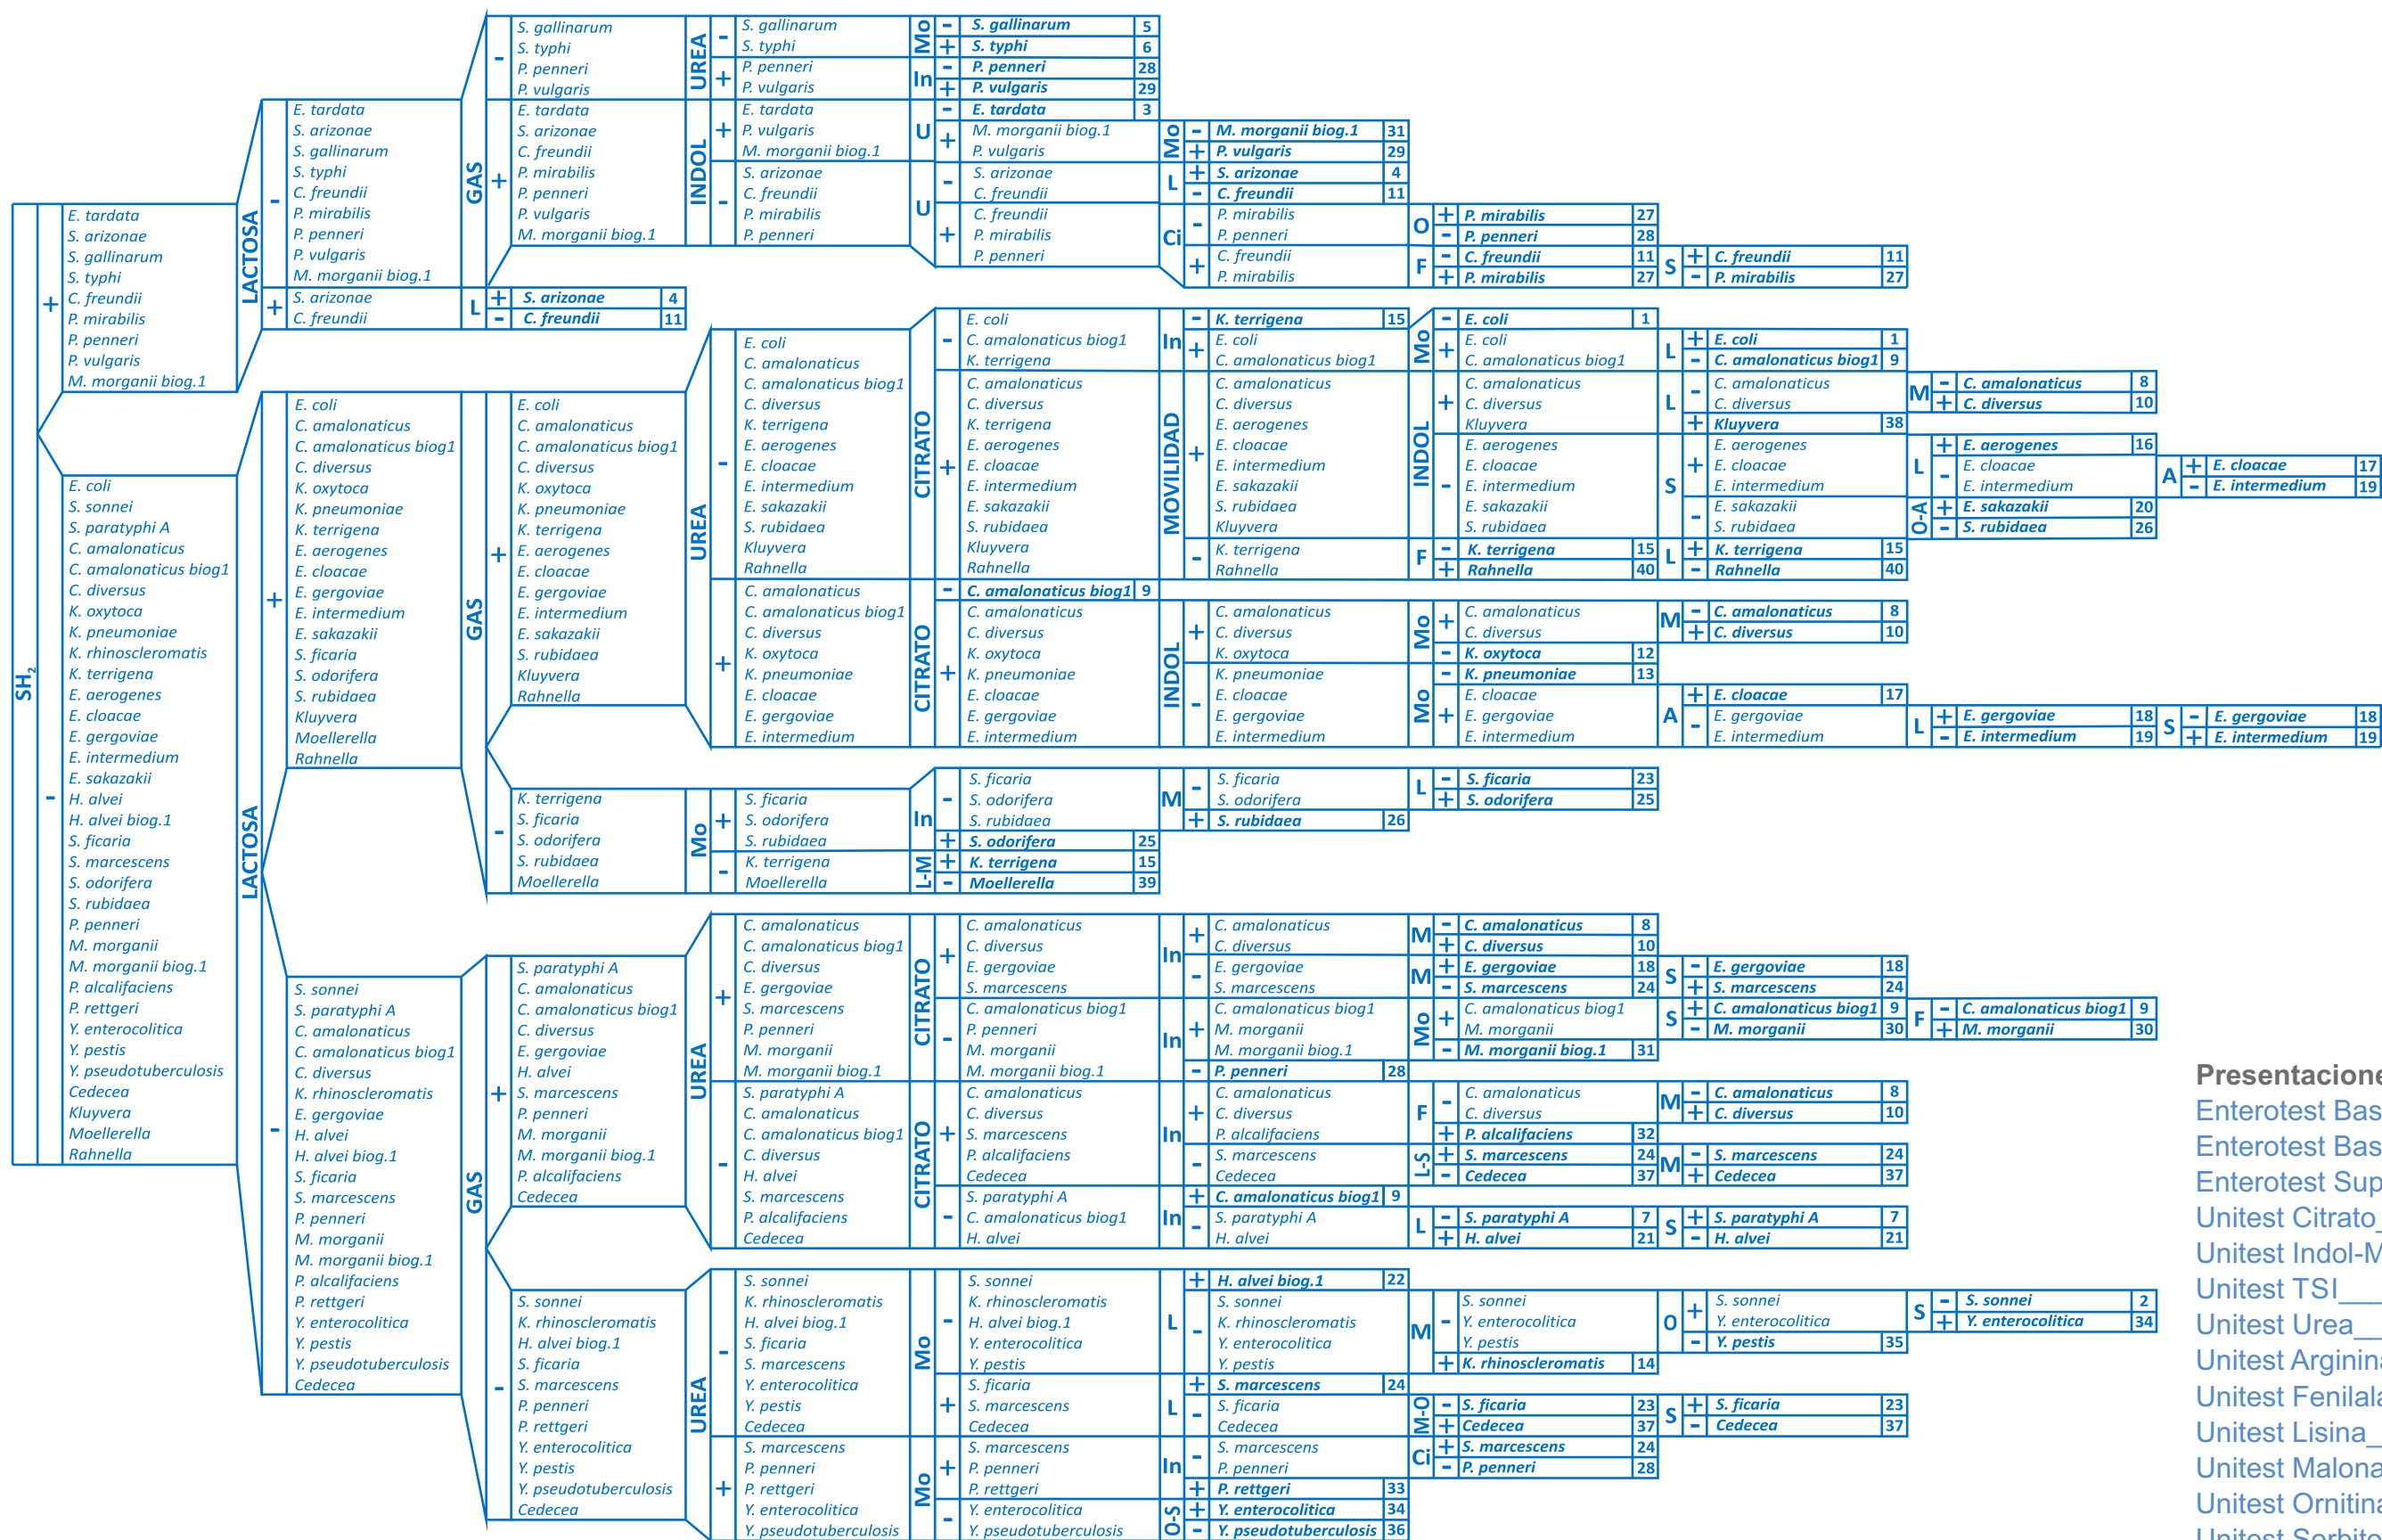 SH₂
+
E. tardata
S. arizonae
S. gallinarum
S. typhi
C. freundii
P. mirabilis
P. penneri
P. vulgaris
M. morganii biog.1
-
E. coli
S. sonnei
S. paratyphi A
C. amalonaticus
C. amalonaticus biog1
C. diversus
K. oxytoca
K. pneumoniae
K. rhinoscleromatis
K. terrigena
E. aerogenes
E. cloacae
E. gergoviae
E. intermedium
E. sakazakii
H. alvei
H. alvei biog.1
S. ficaria
S. marcescens
S. odorifera
S. rubidaea
P. penneri
M. morganii
M. morganii biog.1
P. alcalifaciens
P. rettgeri
Y. enterocolitica
Y. pestis
Y. pseudotuberculosis
Cedecea
Kluyvera
Moellerella
Rahnella
LACTOSA
-
E. tardata
S. arizonae
S. gallinarum
S. typhi
C. freundii
P. mirabilis
P. penneri
P. vulgaris
M. morganii biog.1
+
S. arizonae
C. freundii
L
+ S. arizonae 4
- C. freundii 11
GAS
-
S. gallinarum
S. typhi
P. penneri
P. vulgaris
+
E. tardata
S. arizonae
C. freundii
P. mirabilis
P. penneri
P. vulgaris
M. morganii biog.1
UREA
-
S. gallinarum
S. typhi
Mo
- S. gallinarum 5
+ S. typhi 6
+
P. penneri
P. vulgaris
In
- P. penneri 28
+ P. vulgaris 29
INDOL
+
E. tardata
P. vulgaris
M. morganii biog.1
U
- E. tardata 3
+
M. morganii biog.1
P. vulgaris
Mo
- M. morganii biog.1 31
+ P. vulgaris 29
-
S. arizonae
C. freundii
P. mirabilis
P. penneri
U
-
S. arizonae
C. freundii
L
+ S. arizonae 4
- C. freundii 11
+
C. freundii
P. mirabilis
P. penneri
Ci
-
P. mirabilis
P. penneri
O
+ P. mirabilis 27
- P. penneri 28
+
C. freundii
P. mirabilis
F
- C. freundii 11
+ P. mirabilis 27
S
+ C. freundii 11
- P. mirabilis 27
LACTOSA
+
E. coli
C. amalonaticus
C. amalonaticus biog1
C. diversus
K. oxytoca
K. pneumoniae
K. terrigena
E. aerogenes
E. cloacae
E. gergoviae
E. intermedium
E. sakazakii
S. ficaria
S. odorifera
S. rubidaea
Kluyvera
Moellerella
Rahnella
GAS
+
E. coli
C. amalonaticus
C. amalonaticus biog1
C. diversus
K. oxytoca
K. pneumoniae
K. terrigena
E. aerogenes
E. cloacae
E. gergoviae
E. intermedium
E. sakazakii
S. rubidaea
Kluyvera
Rahnella
UREA
-
E. coli
C. amalonaticus
C. amalonaticus biog1
C. diversus
K. terrigena
E. aerogenes
E. cloacae
E. intermedium
E. sakazakii
S. rubidaea
Kluyvera
Rahnella
CITRATO
-
E. coli
C. amalonaticus biog1
K. terrigena
In
- K. terrigena 15
+
E. coli
C. amalonaticus biog1
Mo
- E. coli 1
+
E. coli
C. amalonaticus biog1
L
+ E. coli 1
- C. amalonaticus biog1 9
+
C. amalonaticus
C. diversus
K. terrigena
E. aerogenes
E. cloacae
E. intermedium
E. sakazakii
S. rubidaea
Kluyvera
Rahnella
MOVILIDAD
+
C. amalonaticus
C. diversus
E. aerogenes
E. cloacae
E. intermedium
E. sakazakii
S. rubidaea
Kluyvera
INDOL
+
C. amalonaticus
C. diversus
Kluyvera
L
-
C. amalonaticus
C. diversus
M
- C. amalonaticus 8
+ C. diversus 10
+ Kluyvera 38
-
E. aerogenes
E. cloacae
E. intermedium
E. sakazakii
S. rubidaea
S
+
E. aerogenes
E. cloacae
E. intermedium
L
+ E. aerogenes 16
-
E. cloacae
E. intermedium
A
+ E. cloacae 17
- E. intermedium 19
-
E. sakazakii
S. rubidaea
O-A
+ E. sakazakii 20
- S. rubidaea 26
-
K. terrigena
Rahnella
F
- K. terrigena 15
+ Rahnella 40
L
+ K. terrigena 15
- Rahnella 40
+
C. amalonaticus
C. amalonaticus biog1
C. diversus
K. oxytoca
K. pneumoniae
E. cloacae
E. gergoviae
E. intermedium
CITRATO
- C. amalonaticus biog1 9
+
C. amalonaticus
C. diversus
K. oxytoca
K. pneumoniae
E. cloacae
E. gergoviae
E. intermedium
INDOL
+
C. amalonaticus
C. diversus
K. oxytoca
Mo
+
C. amalonaticus
C. diversus
M
- C. amalonaticus 8
+ C. diversus 10
- K. oxytoca 12
-
K. pneumoniae
E. cloacae
E. gergoviae
E. intermedium
Mo
- K. pneumoniae 13
+
E. cloacae
E. gergoviae
E. intermedium
A
+ E. cloacae 17
-
E. gergoviae
E. intermedium
L
+ E. gergoviae 18
- E. intermedium 19
S
- E. gergoviae 18
+ E. intermedium 19
-
K. terrigena
S. ficaria
S. odorifera
S. rubidaea
Moellerella
Mo
+
S. ficaria
S. odorifera
S. rubidaea
In
-
S. ficaria
S. odorifera
S. rubidaea
M
-
S. ficaria
S. odorifera
L
- S. ficaria 23
+ S. odorifera 25
+ S. rubidaea 26
+ S. odorifera 25
-
K. terrigena
Moellerella
L-M
+ K. terrigena 15
- Moellerella 39
-
S. sonnei
S. paratyphi A
C. amalonaticus
C. amalonaticus biog1
C. diversus
K. rhinoscleromatis
E. gergoviae
H. alvei
H. alvei biog.1
S. ficaria
S. marcescens
P. penneri
M. morganii
M. morganii biog.1
P. alcalifaciens
P. rettgeri
Y. enterocolitica
Y. pestis
Y. pseudotuberculosis
Cedecea
GAS
+
S. paratyphi A
C. amalonaticus
C. amalonaticus biog1
C. diversus
E. gergoviae
H. alvei
S. marcescens
P. penneri
M. morganii
M. morganii biog.1
P. alcalifaciens
Cedecea
UREA
+
C. amalonaticus
C. amalonaticus biog1
C. diversus
E. gergoviae
S. marcescens
P. penneri
M. morganii
M. morganii biog.1
CITRATO
+
C. amalonaticus
C. diversus
E. gergoviae
S. marcescens
In
+
C. amalonaticus
C. diversus
M
- C. amalonaticus 8
+ C. diversus 10
-
E. gergoviae
S. marcescens
M
+ E. gergoviae 18
- S. marcescens 24
S
- E. gergoviae 18
+ S. marcescens 24
-
C. amalonaticus biog1
P. penneri
M. morganii
M. morganii biog.1
In
+
C. amalonaticus biog1
M. morganii
M. morganii biog.1
Mo
+
C. amalonaticus biog1
M. morganii
S
+ C. amalonaticus biog1 9
- M. morganii 30
F
- C. amalonaticus biog1 9
+ M. morganii 30
- M. morganii biog.1 31
- P. penneri 28
-
S. paratyphi A
C. amalonaticus
C. amalonaticus biog1
C. diversus
H. alvei
S. marcescens
P. alcalifaciens
Cedecea
CITRATO
+
C. amalonaticus
C. diversus
S. marcescens
P. alcalifaciens
Cedecea
In
+
C. amalonaticus
C. diversus
P. alcalifaciens
F
-
C. amalonaticus
C. diversus
M
- C. amalonaticus 8
+ C. diversus 10
+ P. alcalifaciens 32
-
S. marcescens
Cedecea
L-S
+ S. marcescens 24
- Cedecea 37
M
- S. marcescens 24
+ Cedecea 37
-
S. paratyphi A
C. amalonaticus biog1
H. alvei
In
+ C. amalonaticus biog1 9
-
S. paratyphi A
H. alvei
L
- S. paratyphi A 7
+ H. alvei 21
S
+ S. paratyphi A 7
- H. alvei 21
-
S. sonnei
K. rhinoscleromatis
H. alvei biog.1
S. ficaria
S. marcescens
P. penneri
P. rettgeri
Y. enterocolitica
Y. pestis
Y. pseudotuberculosis
Cedecea
UREA
-
S. sonnei
K. rhinoscleromatis
H. alvei biog.1
S. ficaria
S. marcescens
Y. enterocolitica
Y. pestis
Cedecea
Mo
-
S. sonnei
K. rhinoscleromatis
H. alvei biog.1
Y. enterocolitica
Y. pestis
L
+ H. alvei biog.1 22
-
S. sonnei
K. rhinoscleromatis
Y. enterocolitica
Y. pestis
M
-
S. sonnei
Y. enterocolitica
Y. pestis
O
+
S. sonnei
Y. enterocolitica
S
- S. sonnei 2
+ Y. enterocolitica 34
- Y. pestis 35
+ K. rhinoscleromatis 14
+
S. ficaria
S. marcescens
Cedecea
L
+ S. marcescens 24
-
S. ficaria
Cedecea
M-O
- S. ficaria 23
+ Cedecea 37
S
+ S. ficaria 23
- Cedecea 37
+
S. marcescens
P. penneri
P. rettgeri
Y. enterocolitica
Y. pseudotuberculosis
Mo
+
S. marcescens
P. penneri
P. rettgeri
In
-
S. marcescens
P. penneri
Ci
+ S. marcescens 24
- P. penneri 28
+ P. rettgeri 33
-
Y. enterocolitica
Y. pseudotuberculosis
O-S
+ Y. enterocolitica 34
- Y. pseudotuberculosis 36
Presentacione
Enterotest Bas
Enterotest Bas
Enterotest Sup
Unitest Citrato_
Unitest Indol-M
Unitest TSI___
Unitest Urea__
Unitest Arginina
Unitest Fenilala
Unitest Lisina_
Unitest Malona
Unitest Ornitina